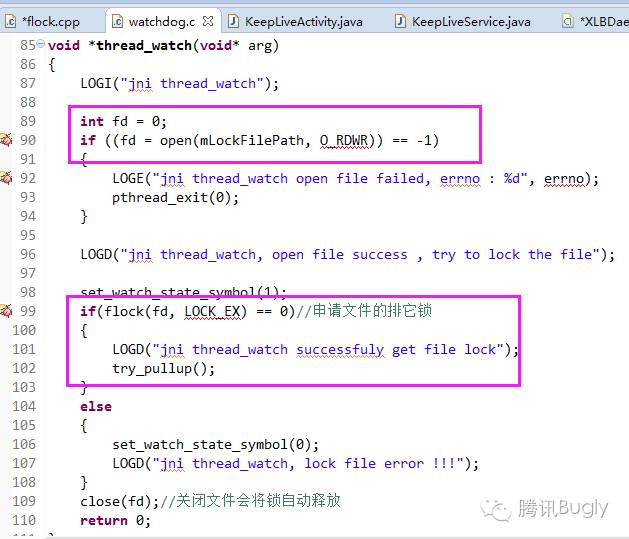 *flock.cpp watchdog.c KeepLiveActivity.java KeepLiveService.java *XLBDae
85 void *thread_watch(void* arg)
86 {
87 LOGI("jni thread_watch");
88
89 int fd = 0;
90 if ((fd = open(mLockFilePath, O_RDWR)) == -1)
91 {
92 LOGE("jni thread_watch open file failed, errno : %d", errno);
93 pthread_exit(0);
94 }
95
96 LOGD("jni thread_watch, open file success , try to lock the file");
97
98 set_watch_state_symbol(1);
99 if(flock(fd, LOCK_EX) == 0)//申请文件的排它锁
100 {
101 LOGD("jni thread_watch successfuly get file lock");
102 try_pullup();
103 }
104 else
105 {
106 set_watch_state_symbol(0);
107 LOGD("jni thread_watch, lock file error !!!");
108 }
109 close(fd);//关闭文件会将锁自动释放
110 return 0;
腾讯Bugly